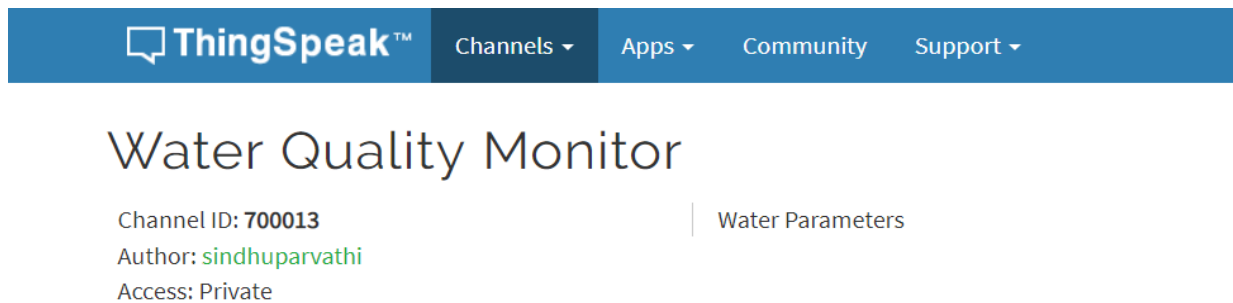 ThingSpeak™ Channels Apps Community Support
Water Quality Monitor
Channel ID: 700013
Water Parameters
Author: sindhuparvathi
Access: Private